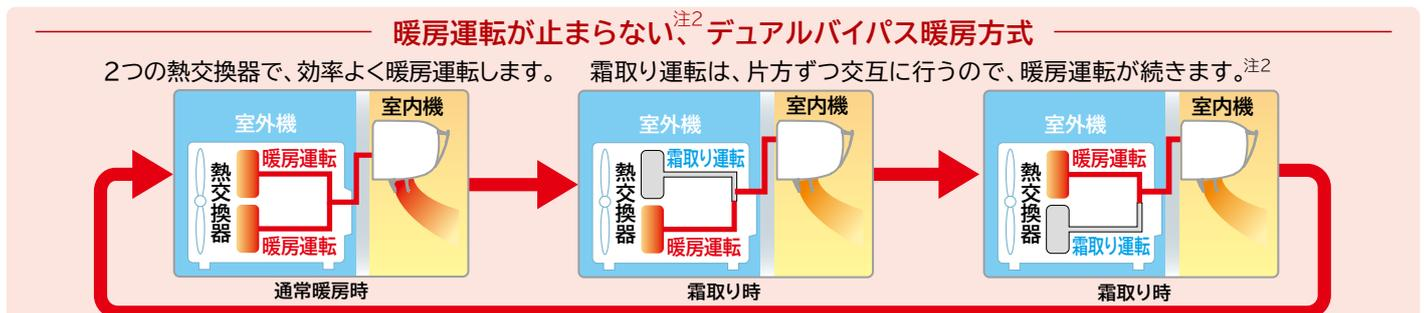 暖房運転が止まらない、注2 デュアルバイパス暖房方式
2つの熱交換器で、効率よく暖房運転します。
霜取り運転は、片方ずつ交互に行うので、暖房運転が続きます。注2
室外機
室内機
熱交換器
暖房運転
暖房運転
通常暖房時
室外機
室内機
熱交換器
霜取り運転
暖房運転
霜取り時
室外機
室内機
熱交換器
暖房運転
霜取り運転
霜取り時